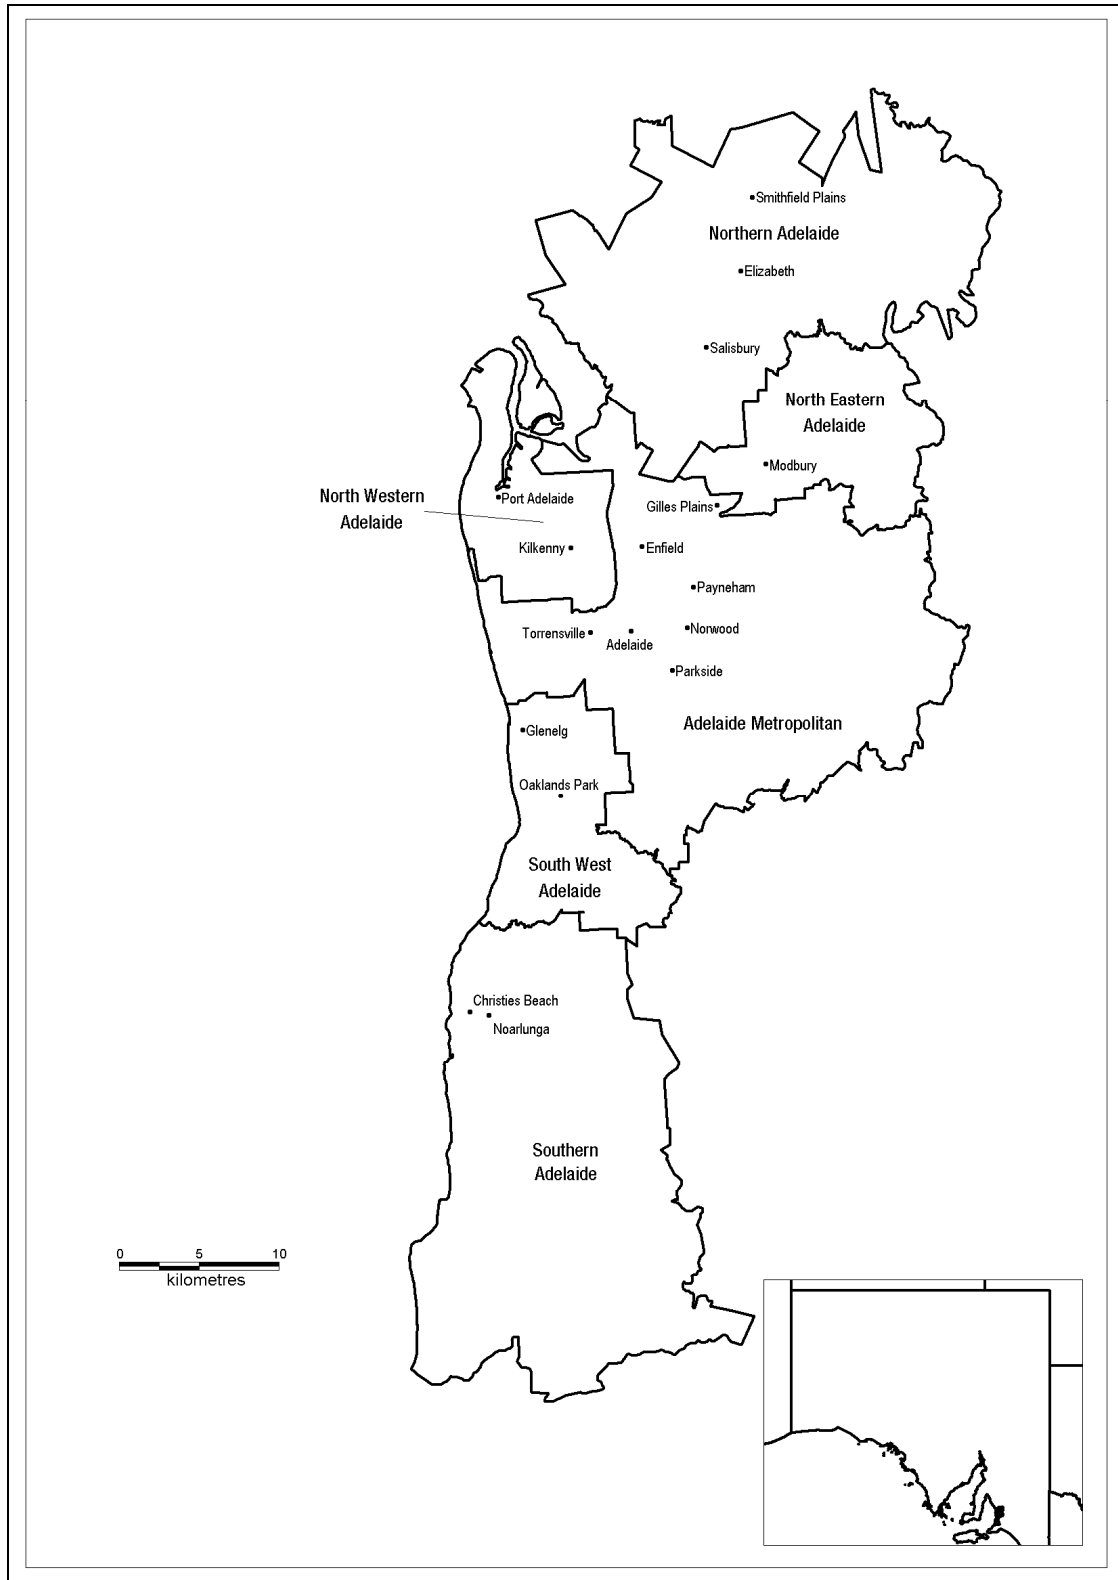 Smithfield Plains
Northern Adelaide
Elizabeth
Salisbury
North Eastern
Adelaide
Modbury
North Western
Adelaide
Port Adelaide
Gilles Plains
Kilkenny
Enfield
Payneham
Torrensville
Adelaide
Norwood
Parkside
Adelaide Metropolitan
Glenelg
Oaklands Park
South West
Adelaide
Christies Beach
Noarlunga
Southern
Adelaide
0 5 10
kilometres